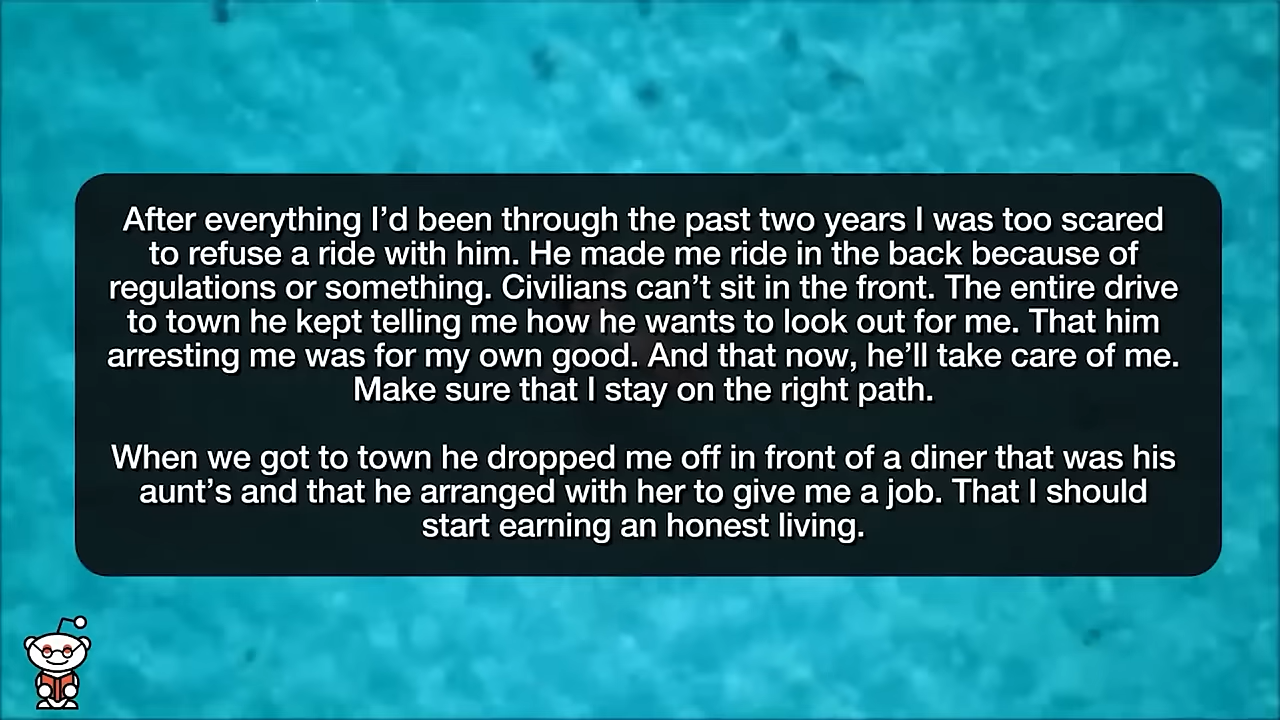 After everything I’d been through the past two years I was too scared
to refuse a ride with him. He made me ride in the back because of
regulations or something. Civilians can’t sit in the front. The entire drive
to town he kept telling me how he wants to look out for me. That him
arresting me was for my own good. And that now, he’ll take care of me.
Make sure that I stay on the right path.
When we got to town he dropped me off in front of a diner that was his
aunt’s and that he arranged with her to give me a job. That I should
start earning an honest living.